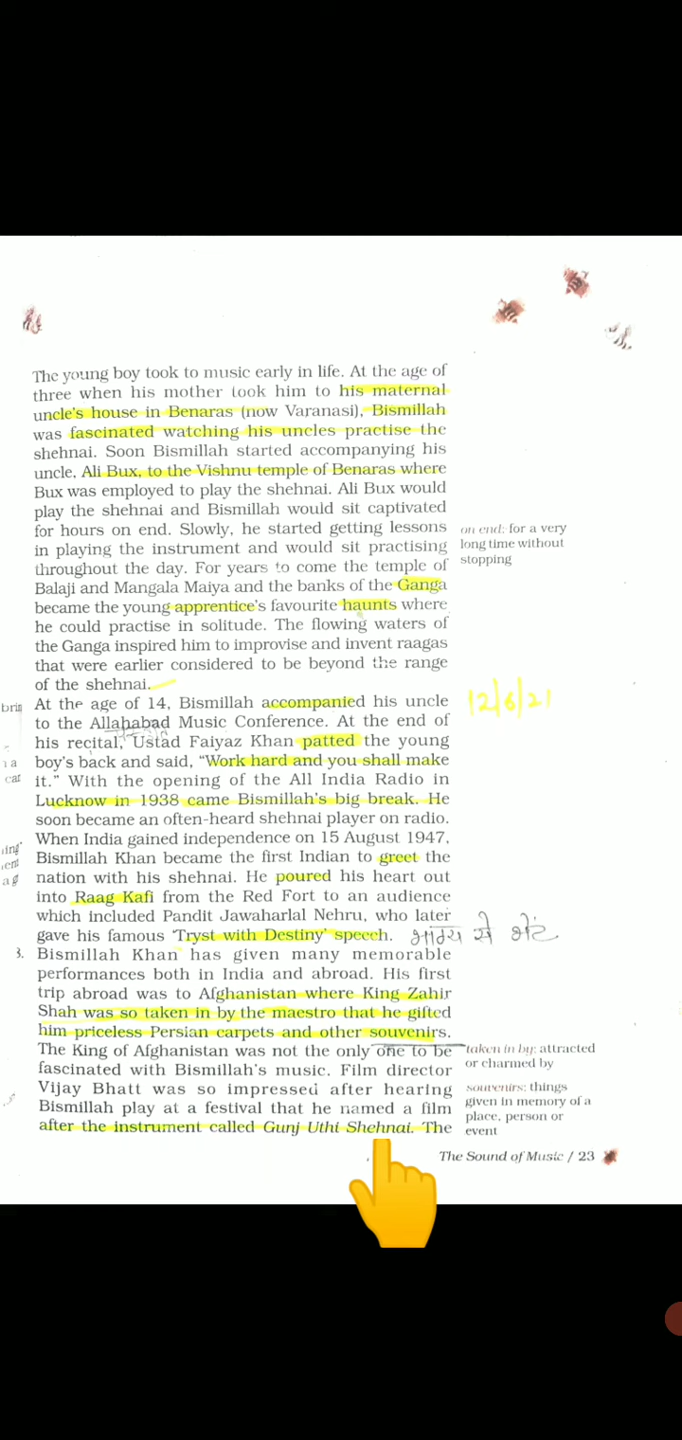 The young boy took to music early in life. At the age of
three when his mother took him to his maternal
uncle's house in Benaras (now Varanasi), Bismillah
was fascinated watching his uncles practise the
shehnai. Soon Bismillah started accompanying his
uncle, Ali Bux, to the Vishnu temple of Benaras where
Bux was employed to play the shehnai. Ali Bux would
play the shehnai and Bismillah would sit captivated
for hours on end. Slowly, he started getting lessons
in playing the instrument and would sit practising
throughout the day. For years to come the temple of
Balaji and Mangala Maiya and the banks of the Ganga
became the young apprentice's favourite haunts where
he could practise in solitude. The flowing waters of
the Ganga inspired him to improvise and invent raagas
that were earlier considered to be beyond the range
of the shehnai.
on end: for a very
long time without
stopping
12/6/21
At the age of 14, Bismillah accompanied his uncle
to the Allahabad Music Conference. At the end of
his recital, Ustad Faiyaz Khan patted the young
boy's back and said, "Work hard and you shall make
it." With the opening of the All India Radio in
Lucknow in 1938 came Bismillah's big break. He
soon became an often-heard shehnai player on radio.
When India gained independence on 15 August 1947,
Bismillah Khan became the first Indian to greet the
nation with his shehnai. He poured his heart out
into Raag Kafi from the Red Fort to an audience
which included Pandit Jawaharlal Nehru, who later
gave his famous 'Tryst with Destiny' speech. भाग्य से भेंट
3. Bismillah Khan has given many memorable
performances both in India and abroad. His first
trip abroad was to Afghanistan where King Zahir
Shah was so taken in by the maestro that he gifted
him priceless Persian carpets and other souvenirs.
The King of Afghanistan was not the only one to be
fascinated with Bismillah's music. Film director
Vijay Bhatt was so impressed after hearing
Bismillah play at a festival that he named a film
after the instrument called Gunj Uthi Shehnai. The
taken in by: attracted
or charmed by
souvenirs: things
given in memory of a
place, person or
event
The Sound of Music / 23